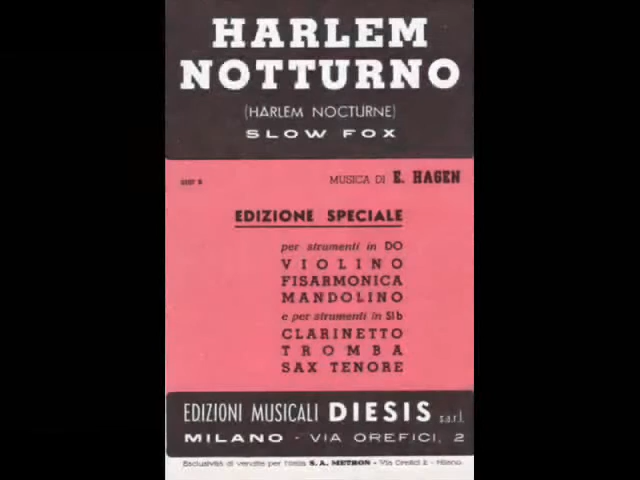 HARLEM
NOTTURNO
(HARLEM NOCTURNE)
SLOW FOX
MUSICA DI E. HAGEN
EDIZIONE SPECIALE
per strumenti in DO
VIOLINO
FISARMONICA
MANDOLINO
e per strumenti in SIb
CLARINETTO
TROMBA
SAX TENORE
EDIZIONI MUSICALI DIESIS s.a.r.l.
MILANO - VIA OREFICI, 2
Esclusività di vendita per l'Italia S. A. METRON - Via Orefici 2 - Milano.